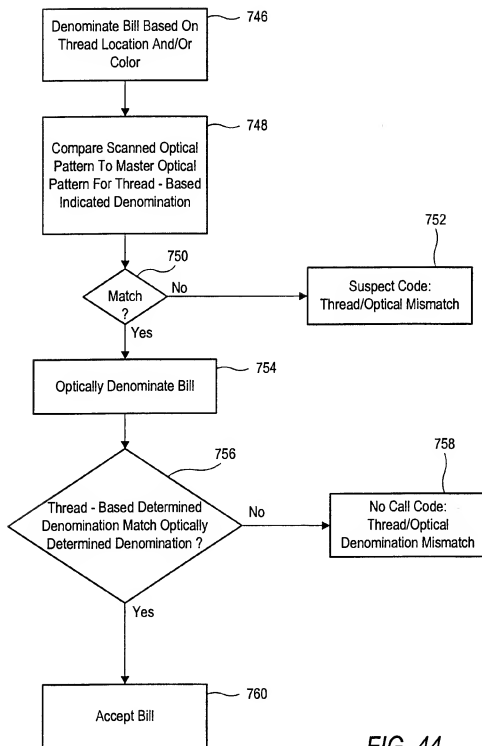 746
Denominate Bill Based On
Thread Location And/Or
Color
748
Compare Scanned Optical
Pattern To Master Optical
Pattern For Thread - Based
Indicated Denomination
750
Match
?
No
Yes
752
Suspect Code:
Thread/Optical Mismatch
754
Optically Denominate Bill
756
Thread - Based Determined
Denomination Match Optically
Determined Denomination ?
No
Yes
758
No Call Code:
Thread/Optical
Denomination Mismatch
760
Accept Bill
FIG. 44